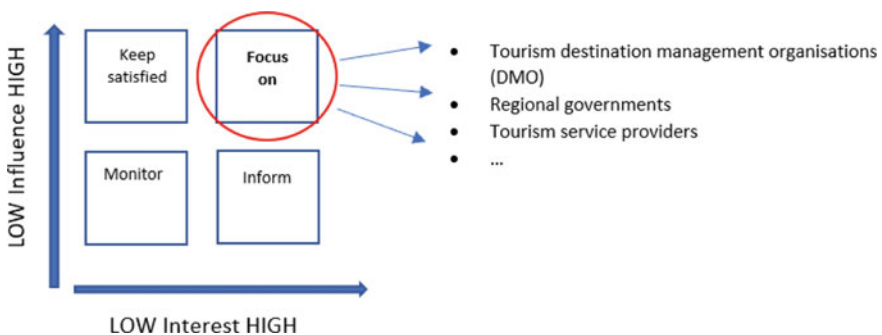 Keep
satisfied
Focus
on
Monitor
Inform
LOW Influence HIGH
LOW Interest HIGH
• Tourism destination management organisations
(DMO)
• Regional governments
• Tourism service providers
• ...